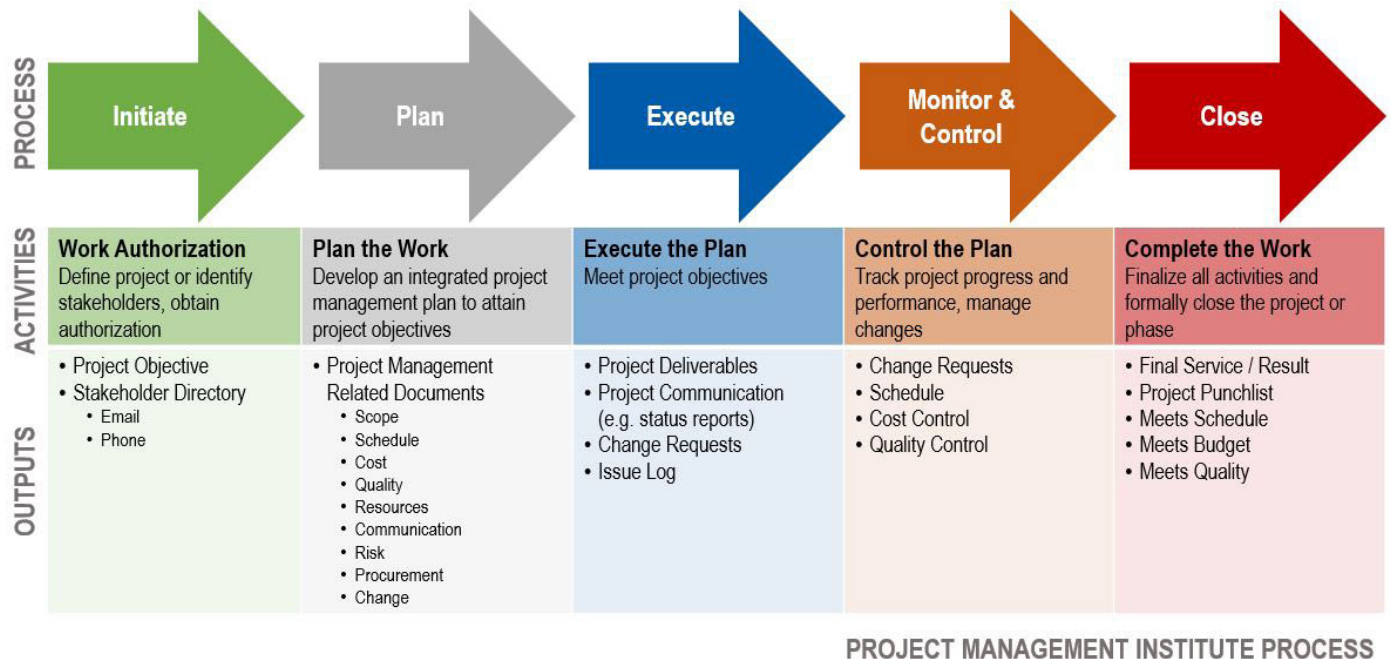 PROCESS
Initiate
Plan
Execute
Monitor &
Control
Close
ACTIVITIES
Work Authorization
Define project or identify
stakeholders, obtain
authorization
Plan the Work
Develop an integrated project
management plan to attain
project objectives
Execute the Plan
Meet project objectives
Control the Plan
Track project progress and
performance, manage
changes
Complete the Work
Finalize all activities and
formally close the project or
phase
OUTPUTS
• Project Objective
• Stakeholder Directory
• Email
• Phone
• Project Management
Related Documents
• Scope
• Schedule
• Cost
• Quality
• Resources
• Communication
• Risk
• Procurement
• Change
• Project Deliverables
• Project Communication
(e.g. status reports)
• Change Requests
• Issue Log
• Change Requests
• Schedule
• Cost Control
• Quality Control
• Final Service / Result
• Project Punchlist
• Meets Schedule
• Meets Budget
• Meets Quality
PROJECT MANAGEMENT INSTITUTE PROCESS